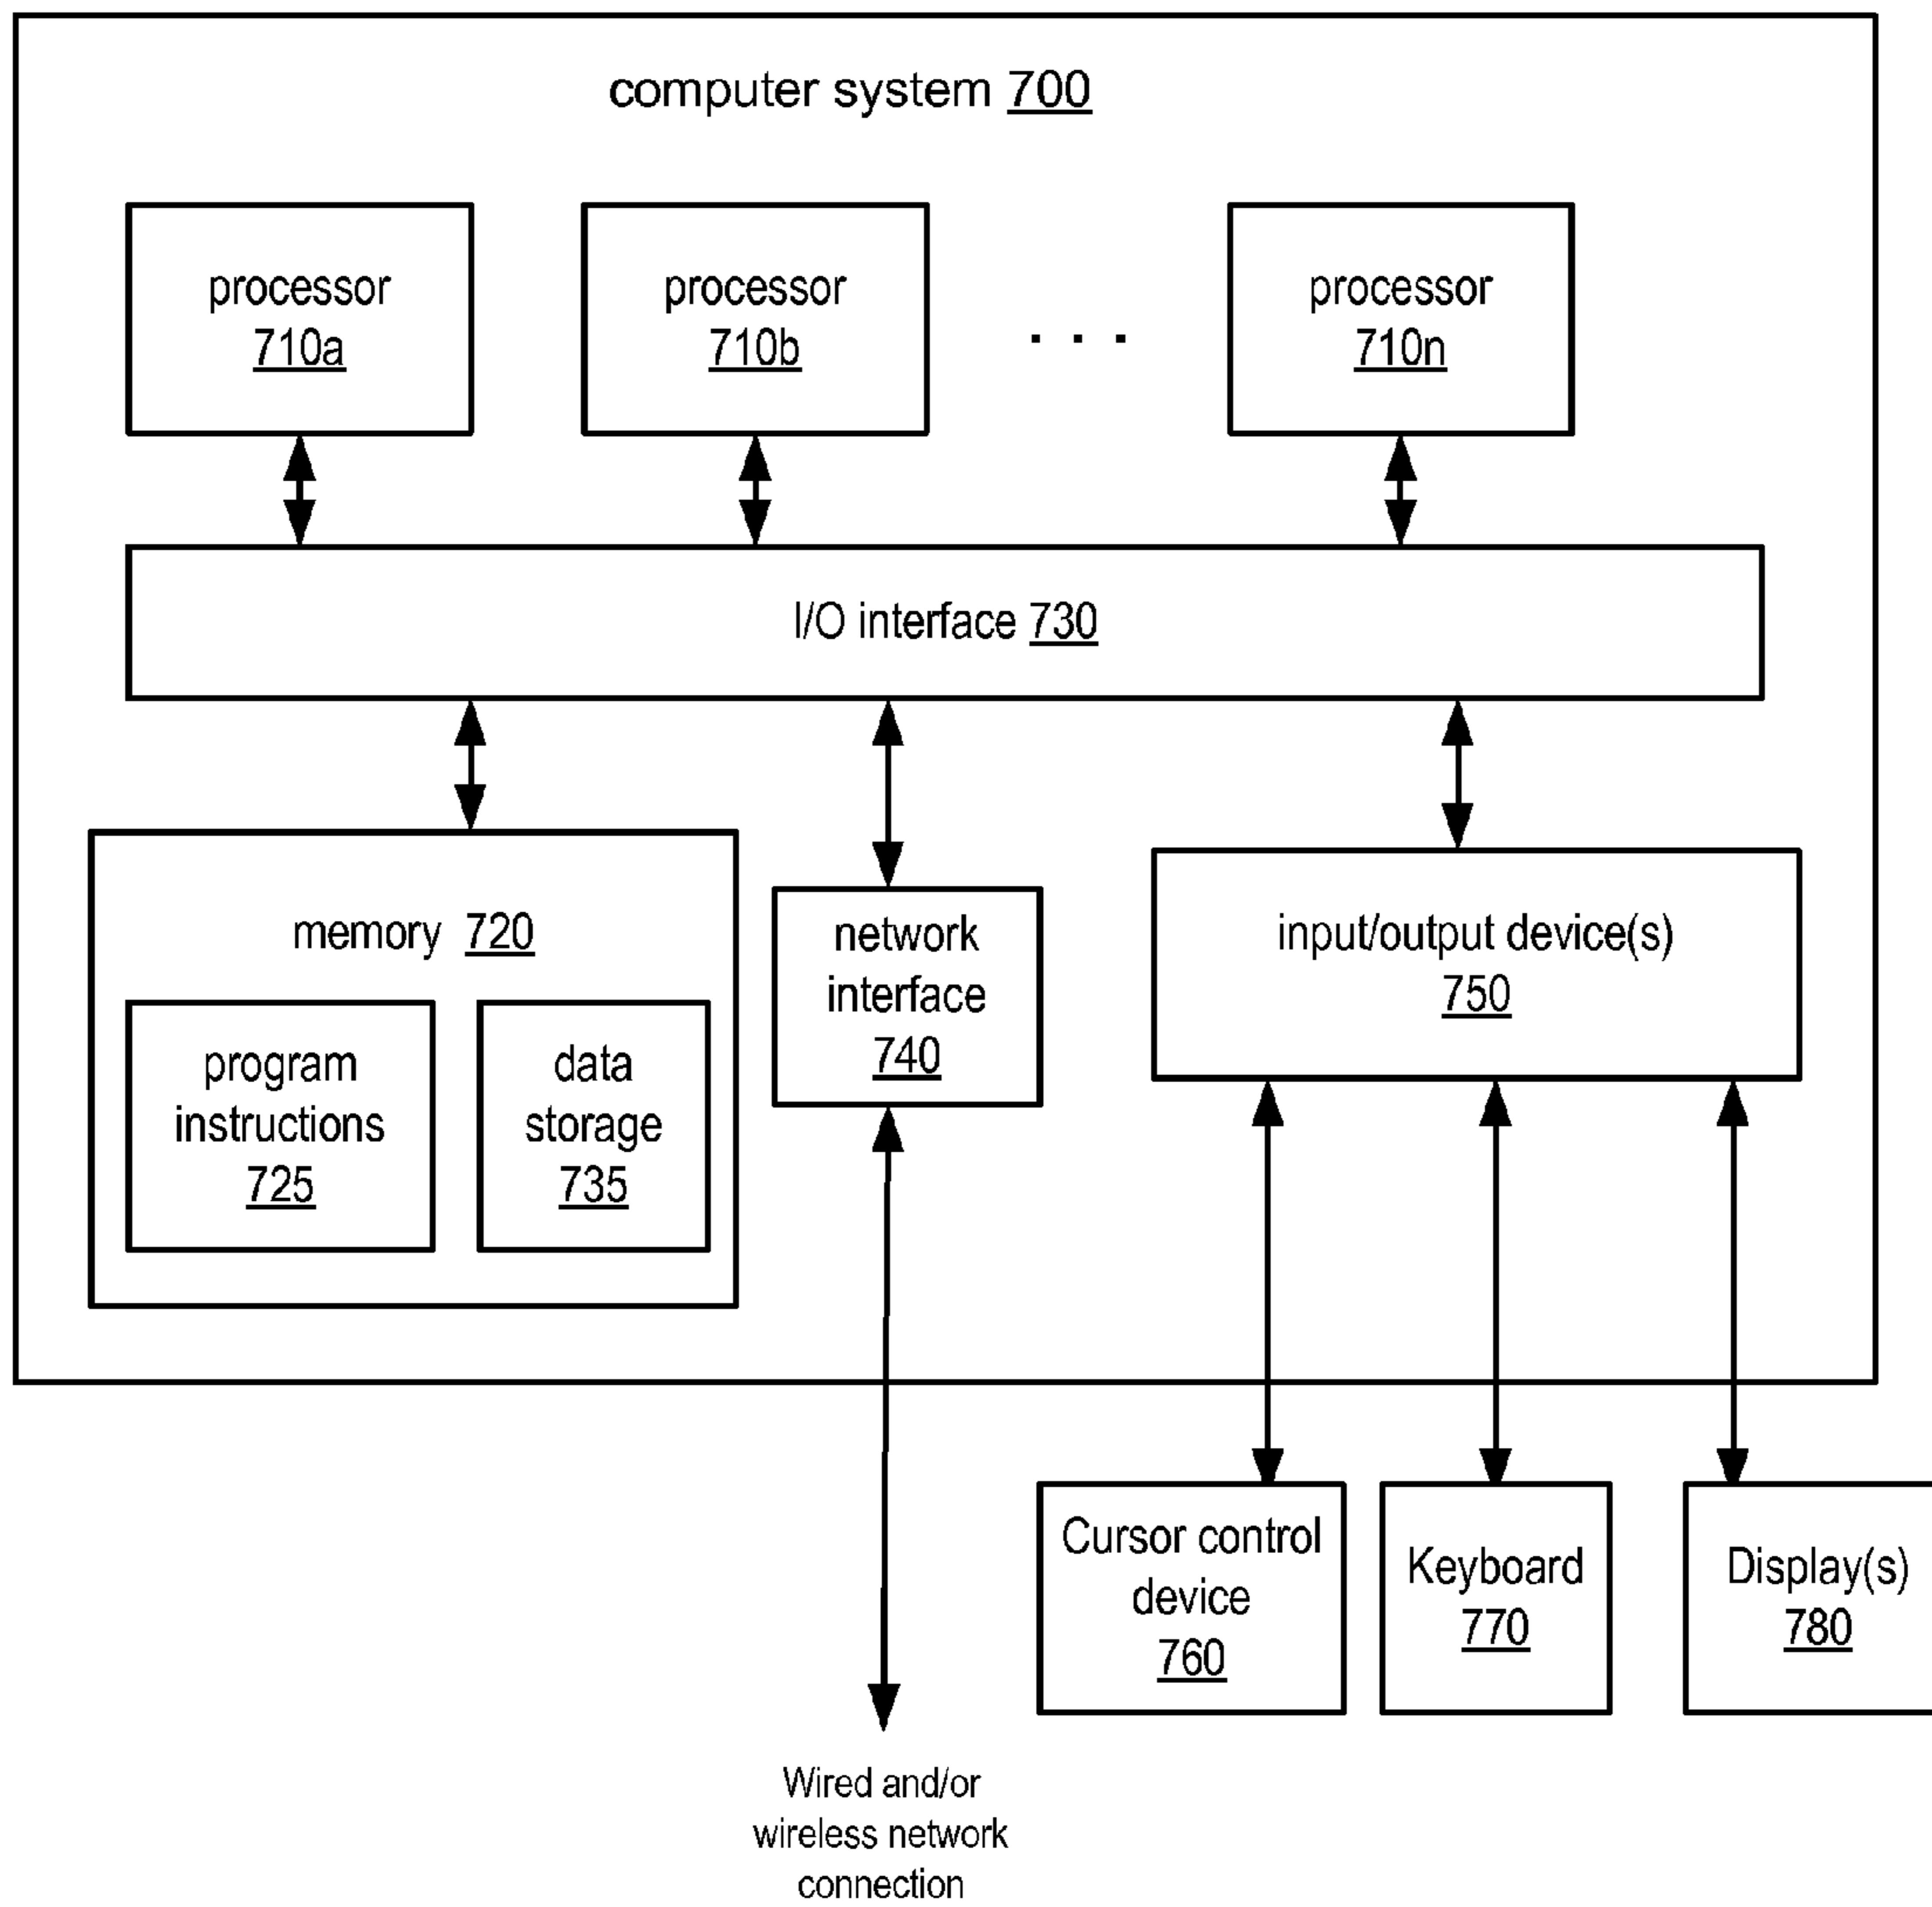 computer system 700
processor
710a
processor
710b
. . .
processor
710n
I/O interface 730
memory 720
program
instructions
725
data
storage
735
network
interface
740
input/output device(s)
750
Cursor control
device
760
Keyboard
770
Display(s)
780
Wired and/or
wireless network
connection